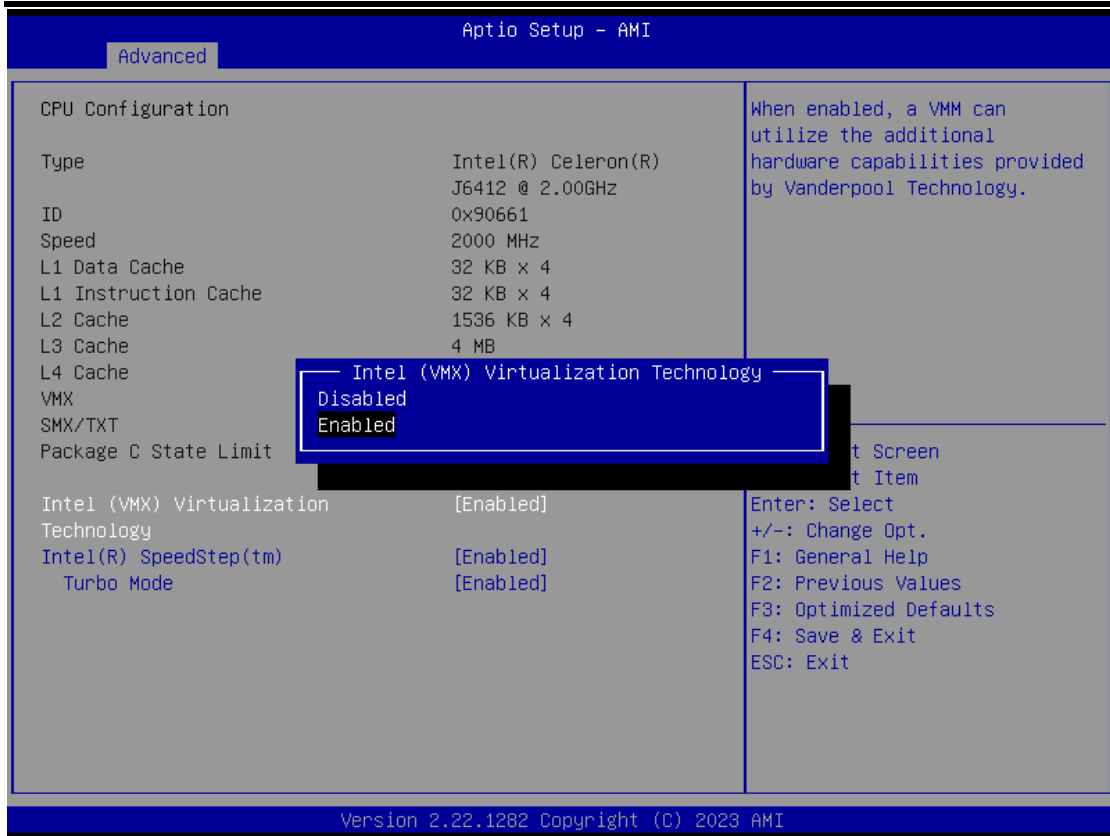 Aptio Setup – AMI
Advanced
CPU Configuration
Type Intel(R) Celeron(R)
J6412 @ 2.00GHz
ID 0x90661
Speed 2000 MHz
L1 Data Cache 32 KB x 4
L1 Instruction Cache 32 KB x 4
L2 Cache 1536 KB x 4
L3 Cache 4 MB
L4 Cache
VMX
SMX/TXT
Package C State Limit
Intel (VMX) Virtualization [Enabled]
Technology
Intel(R) SpeedStep(tm) [Enabled]
Turbo Mode [Enabled]
Intel (VMX) Virtualization Technology
Disabled
Enabled
When enabled, a VMM can
utilize the additional
hardware capabilities provided
by Vanderpool Technology.
t Screen
t Item
Enter: Select
+/-: Change Opt.
F1: General Help
F2: Previous Values
F3: Optimized Defaults
F4: Save & Exit
ESC: Exit
Version 2.22.1282 Copyright (C) 2023 AMI